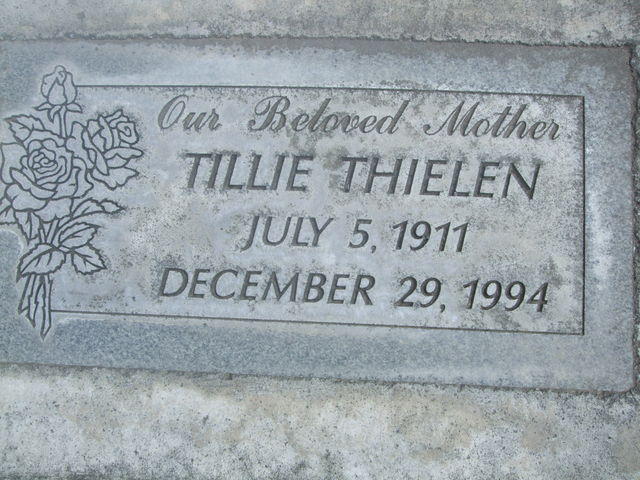 Our Beloved Mother
TILLIE THIELEN
JULY 5, 1911
DECEMBER 29, 1994